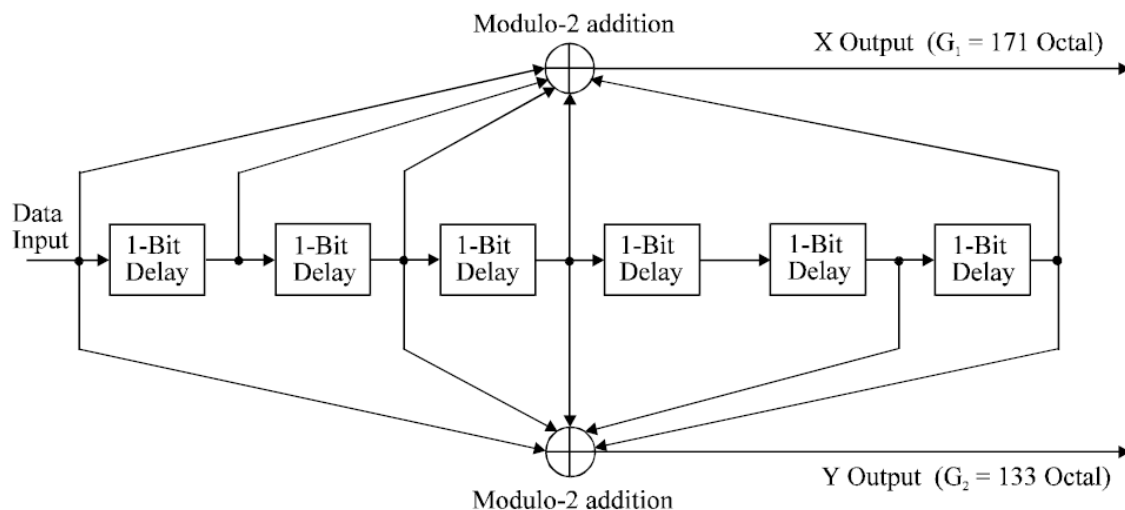 Modulo-2 addition
X Output (G₁ = 171 Octal)
Data
Input
1-Bit
Delay
1-Bit
Delay
1-Bit
Delay
1-Bit
Delay
1-Bit
Delay
1-Bit
Delay
Y Output (G₂ = 133 Octal)
Modulo-2 addition